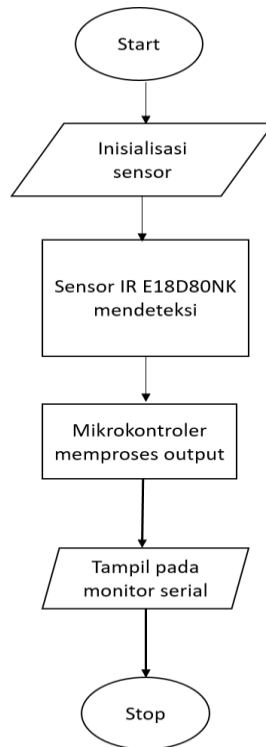 Start
Inisialisasi
sensor
Sensor IR E18D80NK
mendeteksi
Mikrokontroler
memproses output
Tampil pada
monitor serial
Stop